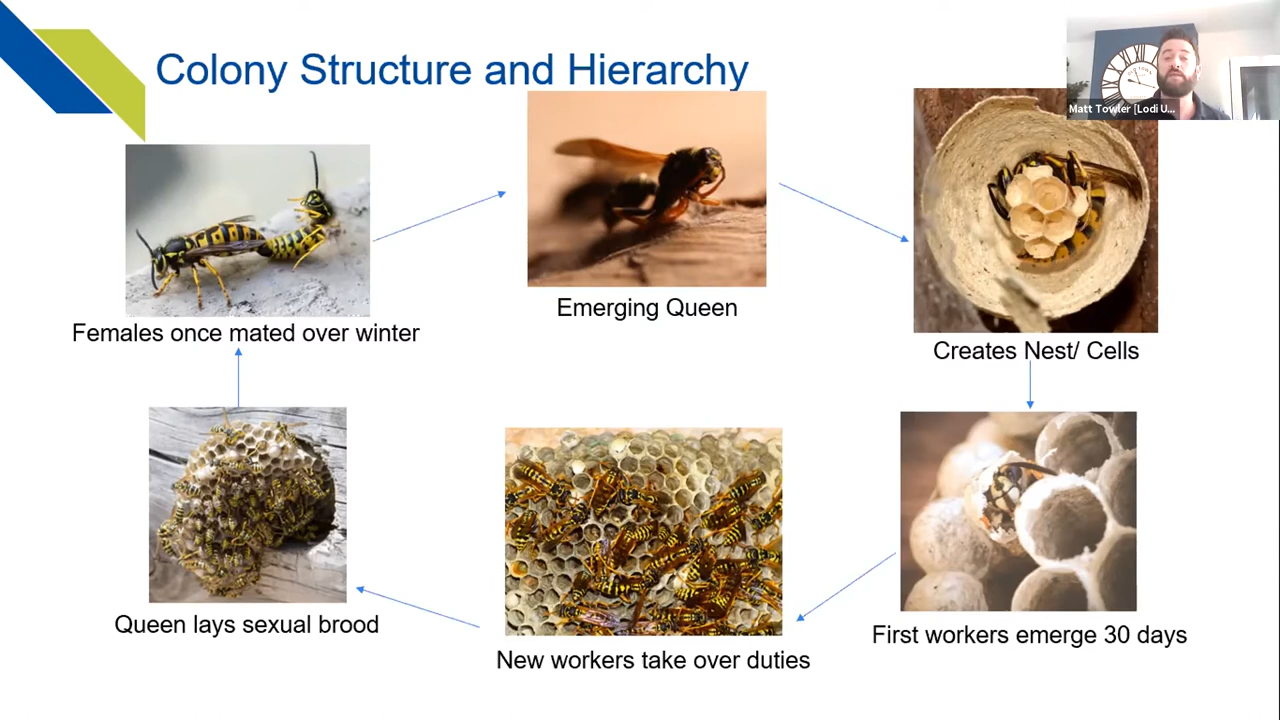 Colony Structure and Hierarchy
Matt Towler [Lodi U...
Females once mated over winter
Emerging Queen
Creates Nest/ Cells
Queen lays sexual brood
New workers take over duties
First workers emerge 30 days